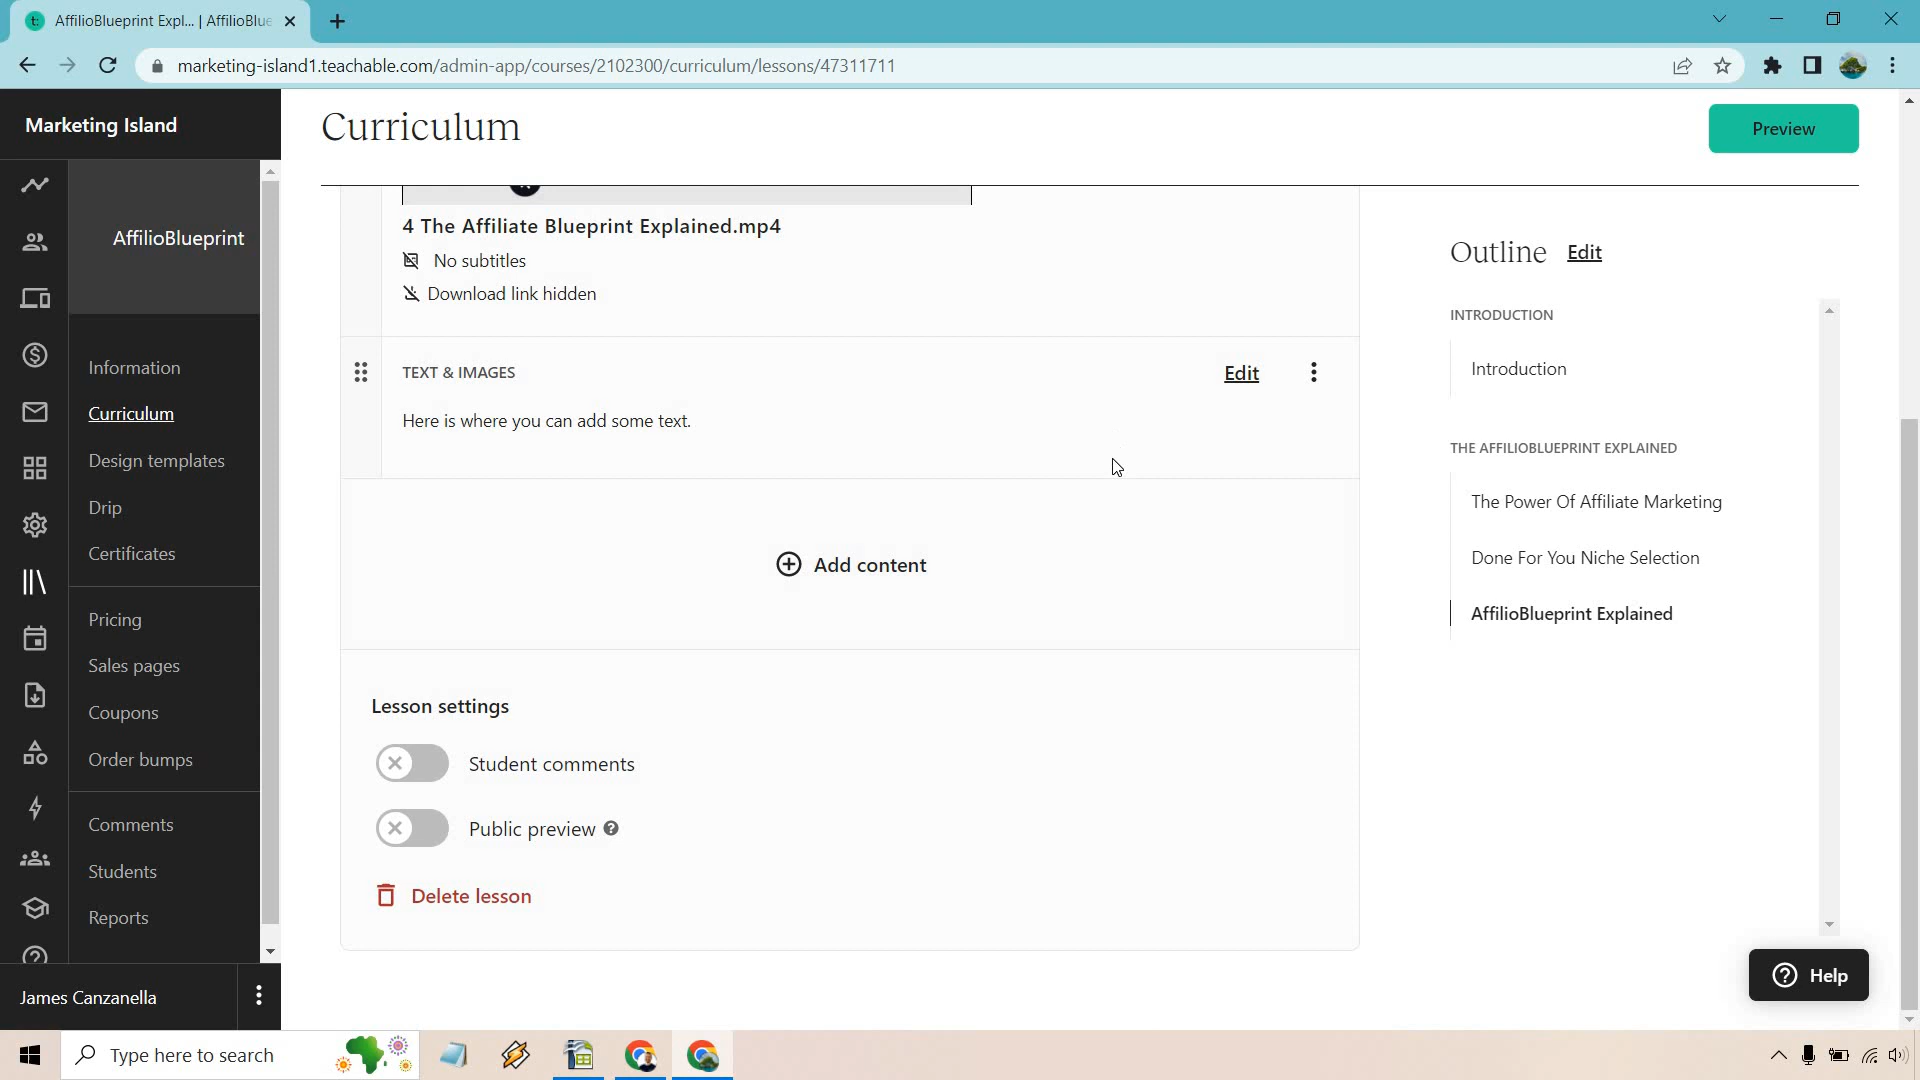 AffilioBlueprint Expl... | AffilioBlue
marketing-island1.teachable.com/admin-app/courses/2102300/curriculum/lessons/47311711
Marketing Island
AffilioBlueprint
Information
Curriculum
Design templates
Drip
Certificates
Pricing
Sales pages
Coupons
Order bumps
Comments
Students
Reports
James Canzanella
Curriculum
Preview
4 The Affiliate Blueprint Explained.mp4
No subtitles
Download link hidden
TEXT & IMAGES
Edit
Here is where you can add some text.
Add content
Lesson settings
Student comments
Public preview
Delete lesson
Outline Edit
INTRODUCTION
Introduction
THE AFFILIOBLUEPRINT EXPLAINED
The Power Of Affiliate Marketing
Done For You Niche Selection
AffilioBlueprint Explained
Help
Type here to search